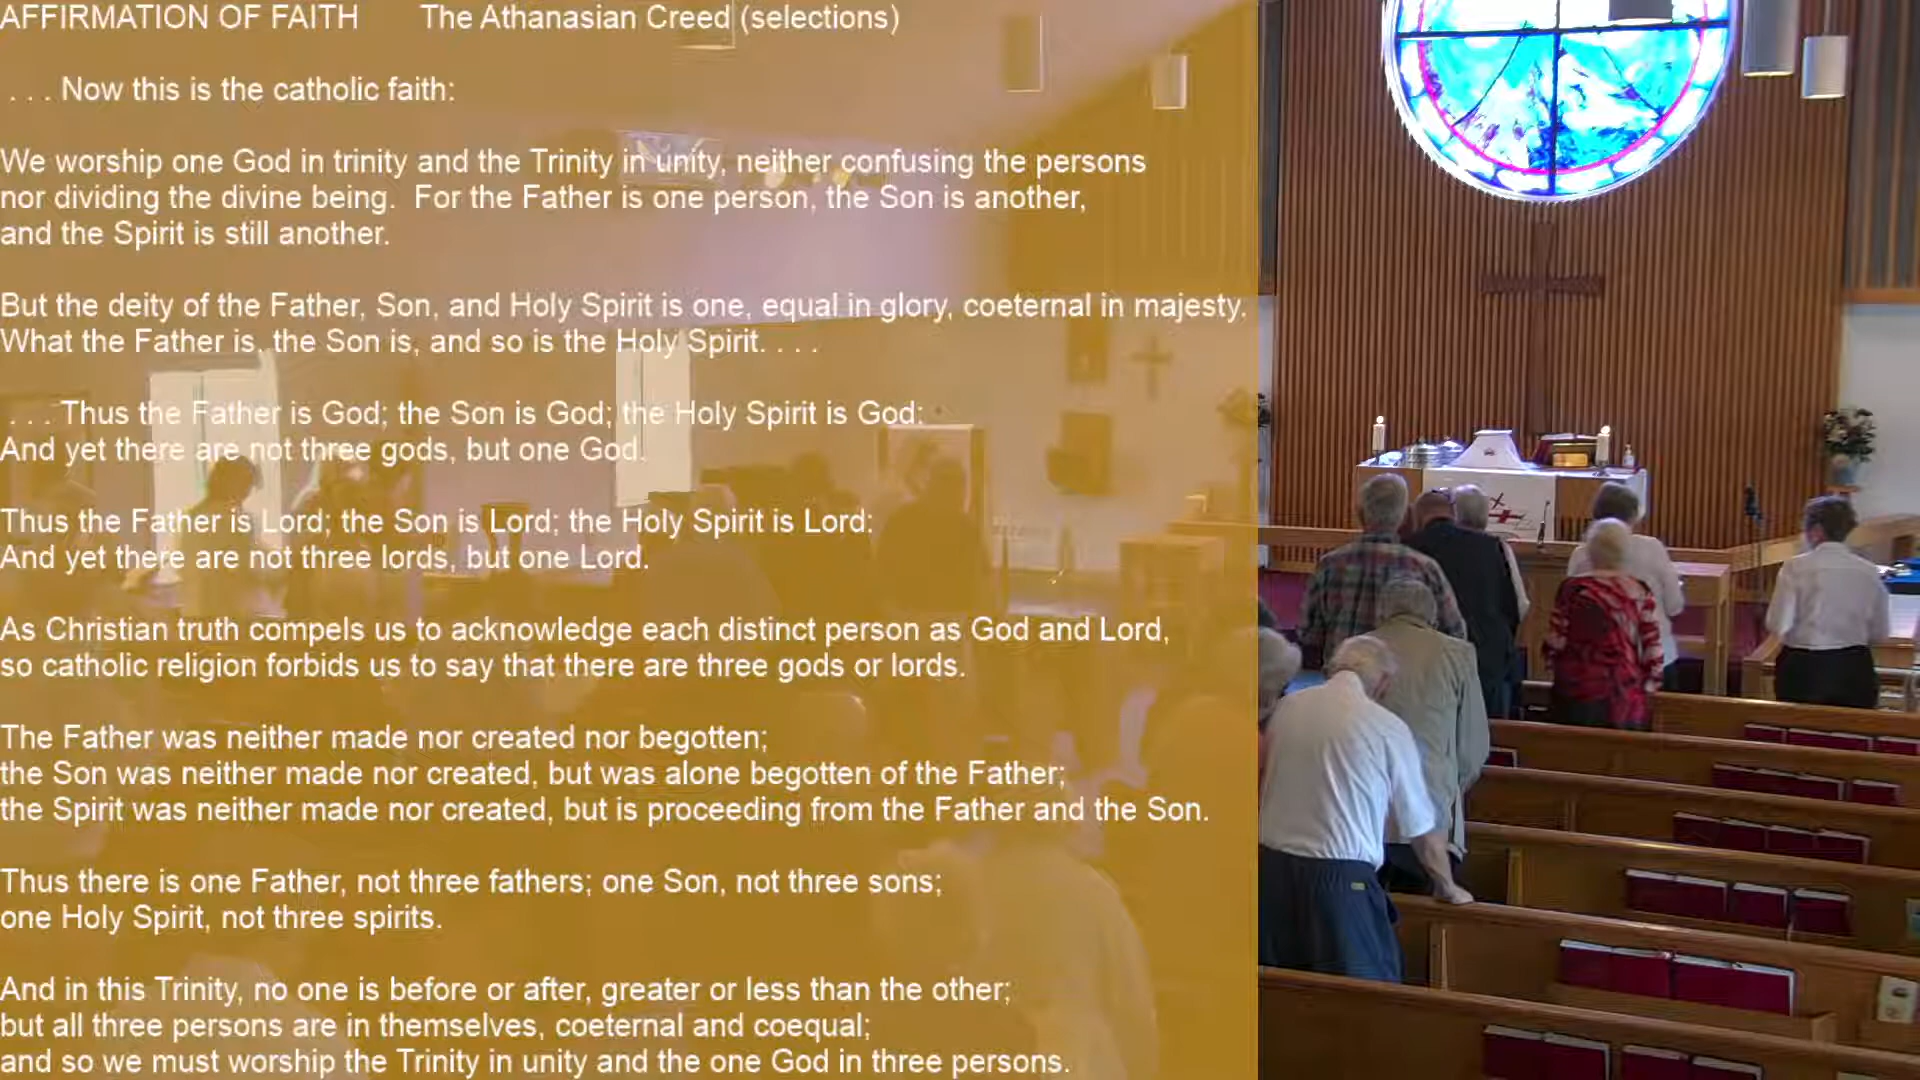 AFFIRMATION OF FAITH The Athanasian Creed (selections)
. . . Now this is the catholic faith:
We worship one God in trinity and the Trinity in unity, neither confusing the persons
nor dividing the divine being. For the Father is one person, the Son is another,
and the Spirit is still another.
But the deity of the Father, Son, and Holy Spirit is one, equal in glory, coeternal in majesty.
What the Father is, the Son is, and so is the Holy Spirit. . . .
. . . Thus the Father is God; the Son is God; the Holy Spirit is God:
And yet there are not three gods, but one God.
Thus the Father is Lord; the Son is Lord; the Holy Spirit is Lord:
And yet there are not three lords, but one Lord.
As Christian truth compels us to acknowledge each distinct person as God and Lord,
so catholic religion forbids us to say that there are three gods or lords.
The Father was neither made nor created nor begotten;
the Son was neither made nor created, but was alone begotten of the Father;
the Spirit was neither made nor created, but is proceeding from the Father and the Son.
Thus there is one Father, not three fathers; one Son, not three sons;
one Holy Spirit, not three spirits.
And in this Trinity, no one is before or after, greater or less than the other;
but all three persons are in themselves, coeternal and coequal;
and so we must worship the Trinity in unity and the one God in three persons.